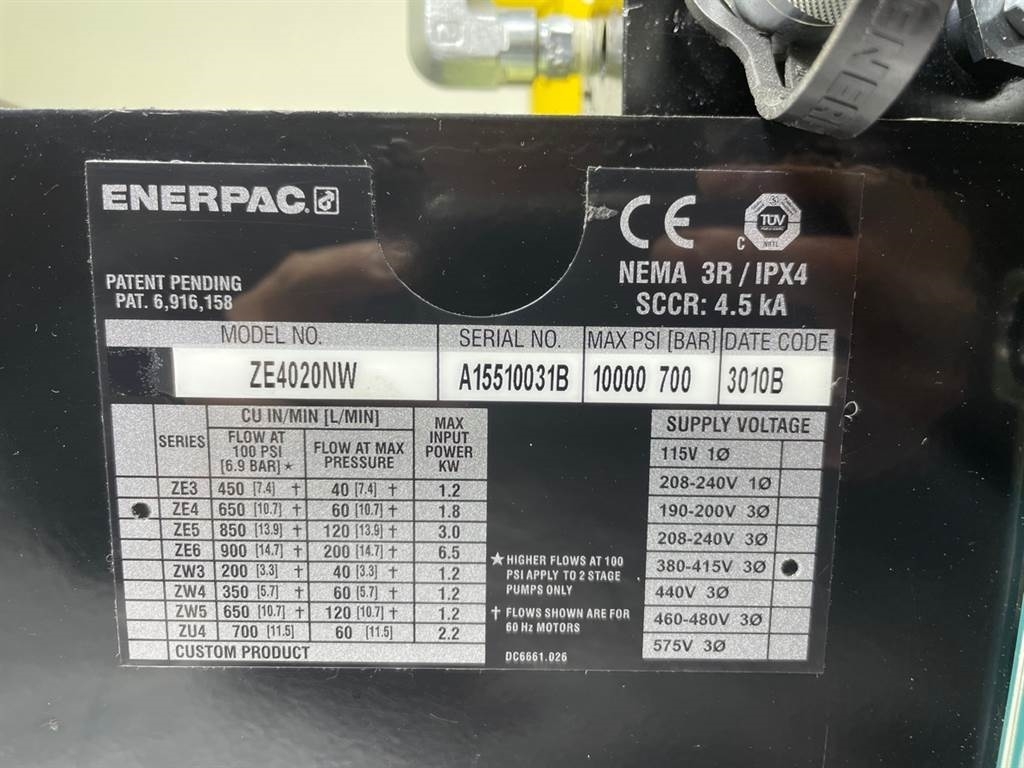 ENERPAC
ENERPAC.
CE
TÜV
C
NRTL
NEMA 3R / IPX4
SCCR: 4.5 kA
PATENT PENDING
PAT. 6,916,158
MODEL NO. SERIAL NO. MAX PSI [BAR] DATE CODE
ZE4020NW A15510031B 10000 700 3010B
CU IN/MIN [L/MIN]
SERIES
FLOW AT
100 PSI
[6.9 BAR] ★
FLOW AT MAX
PRESSURE
MAX
INPUT
POWER
KW
ZE3 450 [7.4] † 40 [7.4] † 1.2
ZE4 650 [10.7] † 60 [10.7] † 1.8
ZE5 850 [13.9] † 120 [13.9] † 3.0
ZE6 900 [14.7] † 200 [14.7] † 6.5
ZW3 200 [3.3] † 40 [3.3] † 1.2
ZW4 350 [5.7] † 60 [5.7] † 1.2
ZW5 650 [10.7] † 120 [10.7] † 1.2
ZU4 700 [11.5] 60 [11.5] 2.2
CUSTOM PRODUCT
★ HIGHER FLOWS AT 100
PSI APPLY TO 2 STAGE
PUMPS ONLY
† FLOWS SHOWN ARE FOR
60 Hz MOTORS
DC6661.026
SUPPLY VOLTAGE
115V 1Ø
208-240V 1Ø
190-200V 3Ø
208-240V 3Ø
380-415V 3Ø
440V 3Ø
460-480V 3Ø
575V 3Ø